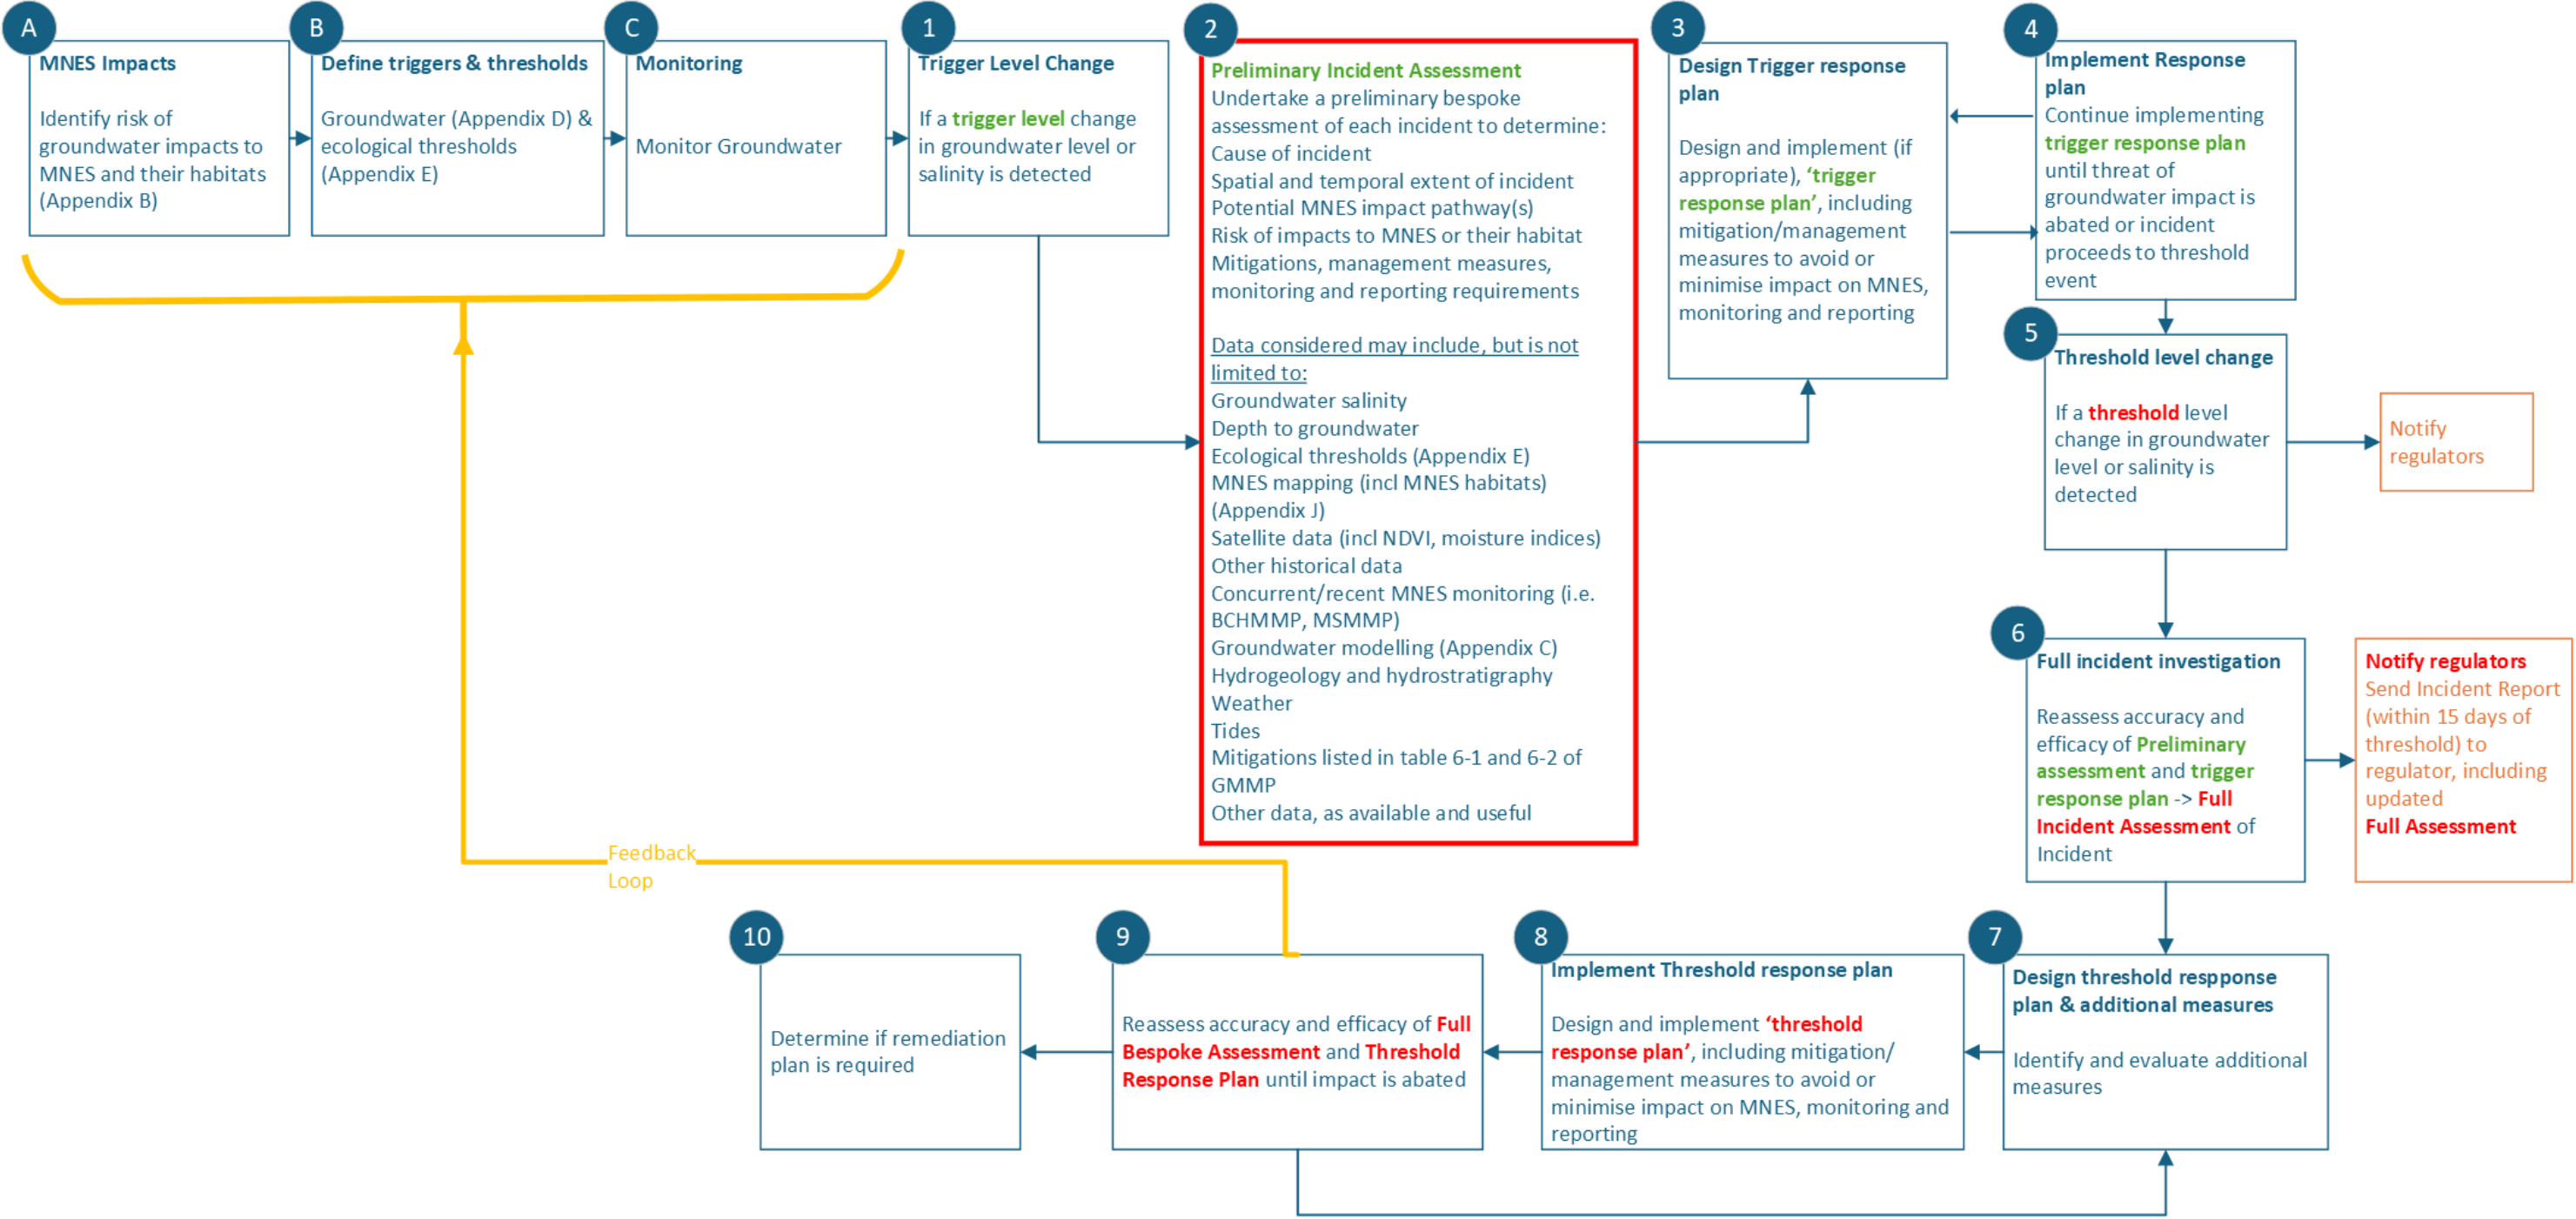 A
MNES Impacts
Identify risk of
groundwater impacts to
MNES and their habitats
(Appendix B)
B
Define triggers & thresholds
Groundwater (Appendix D) &
ecological thresholds
(Appendix E)
C
Monitoring
Monitor Groundwater
1
Trigger Level Change
If a trigger level change
in groundwater level or
salinity is detected
2
Preliminary Incident Assessment
Undertake a preliminary bespoke
assessment of each incident to determine:
Cause of incident
Spatial and temporal extent of incident
Potential MNES impact pathway(s)
Risk of impacts to MNES or their habitat
Mitigations, management measures,
monitoring and reporting requirements
Data considered may include, but is not
limited to:
Groundwater salinity
Depth to groundwater
Ecological thresholds (Appendix E)
MNES mapping (incl MNES habitats)
(Appendix J)
Satellite data (incl NDVI, moisture indices)
Other historical data
Concurrent/recent MNES monitoring (i.e.
BCHMMP, MSMMP)
Groundwater modelling (Appendix C)
Hydrogeology and hydrostratigraphy
Weather
Tides
Mitigations listed in table 6-1 and 6-2 of
GMMP
Other data, as available and useful
3
Design Trigger response
plan
Design and implement (if
appropriate), ‘trigger
response plan’, including
mitigation/management
measures to avoid or
minimise impact on MNES,
monitoring and reporting
4
Implement Response
plan
Continue implementing
trigger response plan
until threat of
groundwater impact is
abated or incident
proceeds to threshold
event
5
Threshold level change
If a threshold level
change in groundwater
level or salinity is
detected
Notify
regulators
6
Full incident investigation
Reassess accuracy and
efficacy of Preliminary
assessment and trigger
response plan -> Full
Incident Assessment of
Incident
Notify regulators
Send Incident Report
(within 15 days of
threshold) to
regulator, including
updated
Full Assessment
7
Design threshold respponse
plan & additional measures
Identify and evaluate additional
measures
8
Implement Threshold response plan
Design and implement ‘threshold
response plan’, including mitigation/
management measures to avoid or
minimise impact on MNES, monitoring and
reporting
9
Reassess accuracy and efficacy of Full
Bespoke Assessment and Threshold
Response Plan until impact is abated
10
Determine if remediation
plan is required
Feedback
Loop